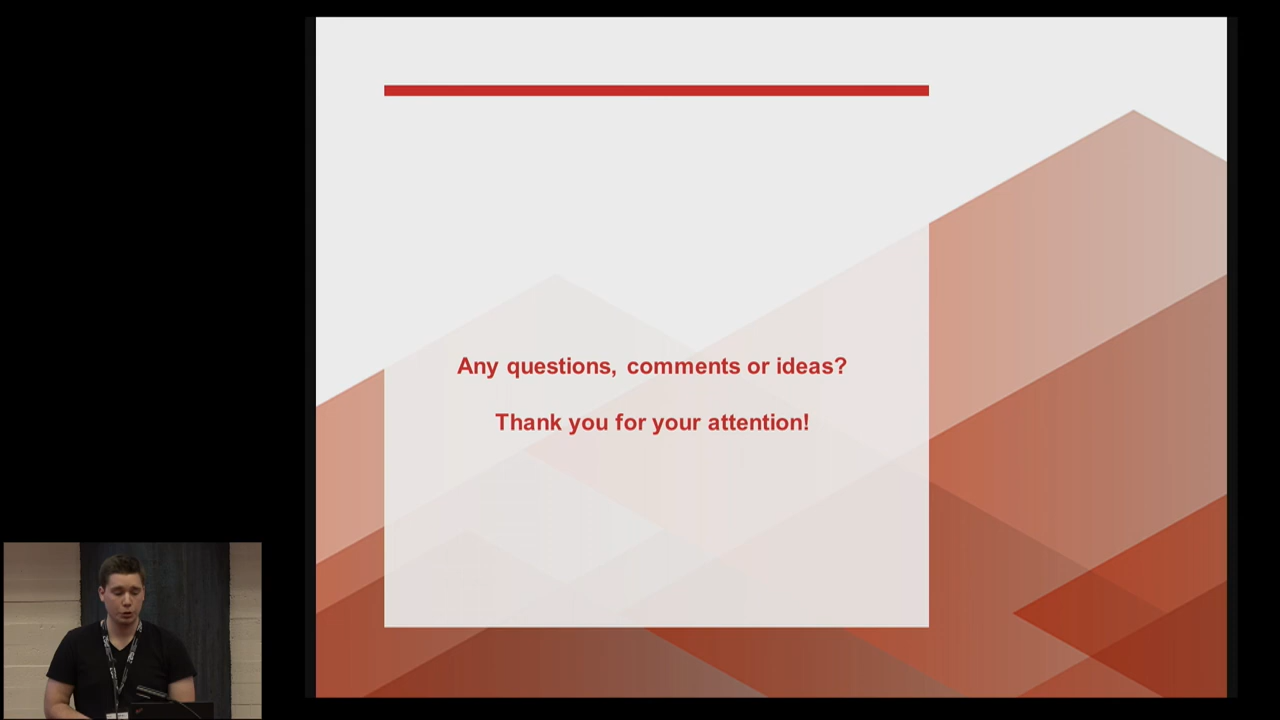 Any questions, comments or ideas?
Thank you for your attention!